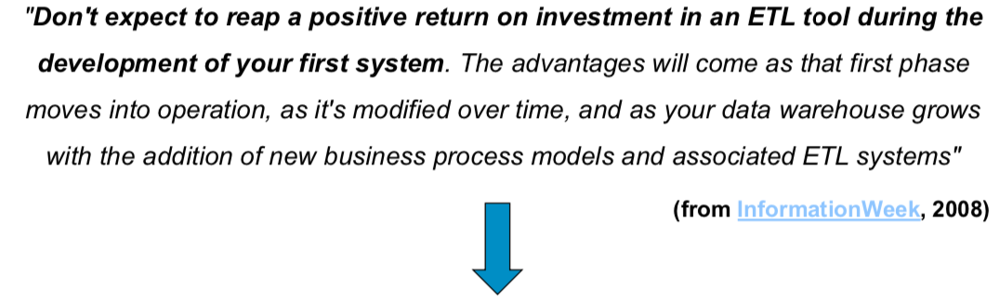 "Don't expect to reap a positive return on investment in an ETL tool during the
development of your first system. The advantages will come as that first phase
moves into operation, as it's modified over time, and as your data warehouse grows
with the addition of new business process models and associated ETL systems"
(from InformationWeek, 2008)